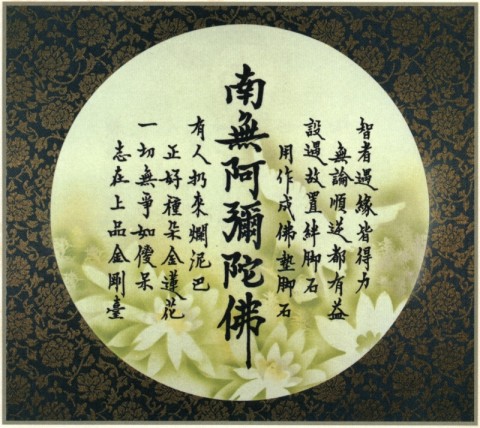 智者遇緣皆得力
無論順逆都有益
設遇故置絆脚石
用作成佛墊脚石
南無阿彌陀佛
有人扔來爛泥巴
正好種朵金蓮花
一切無爭如傻呆
志在上品金剛臺